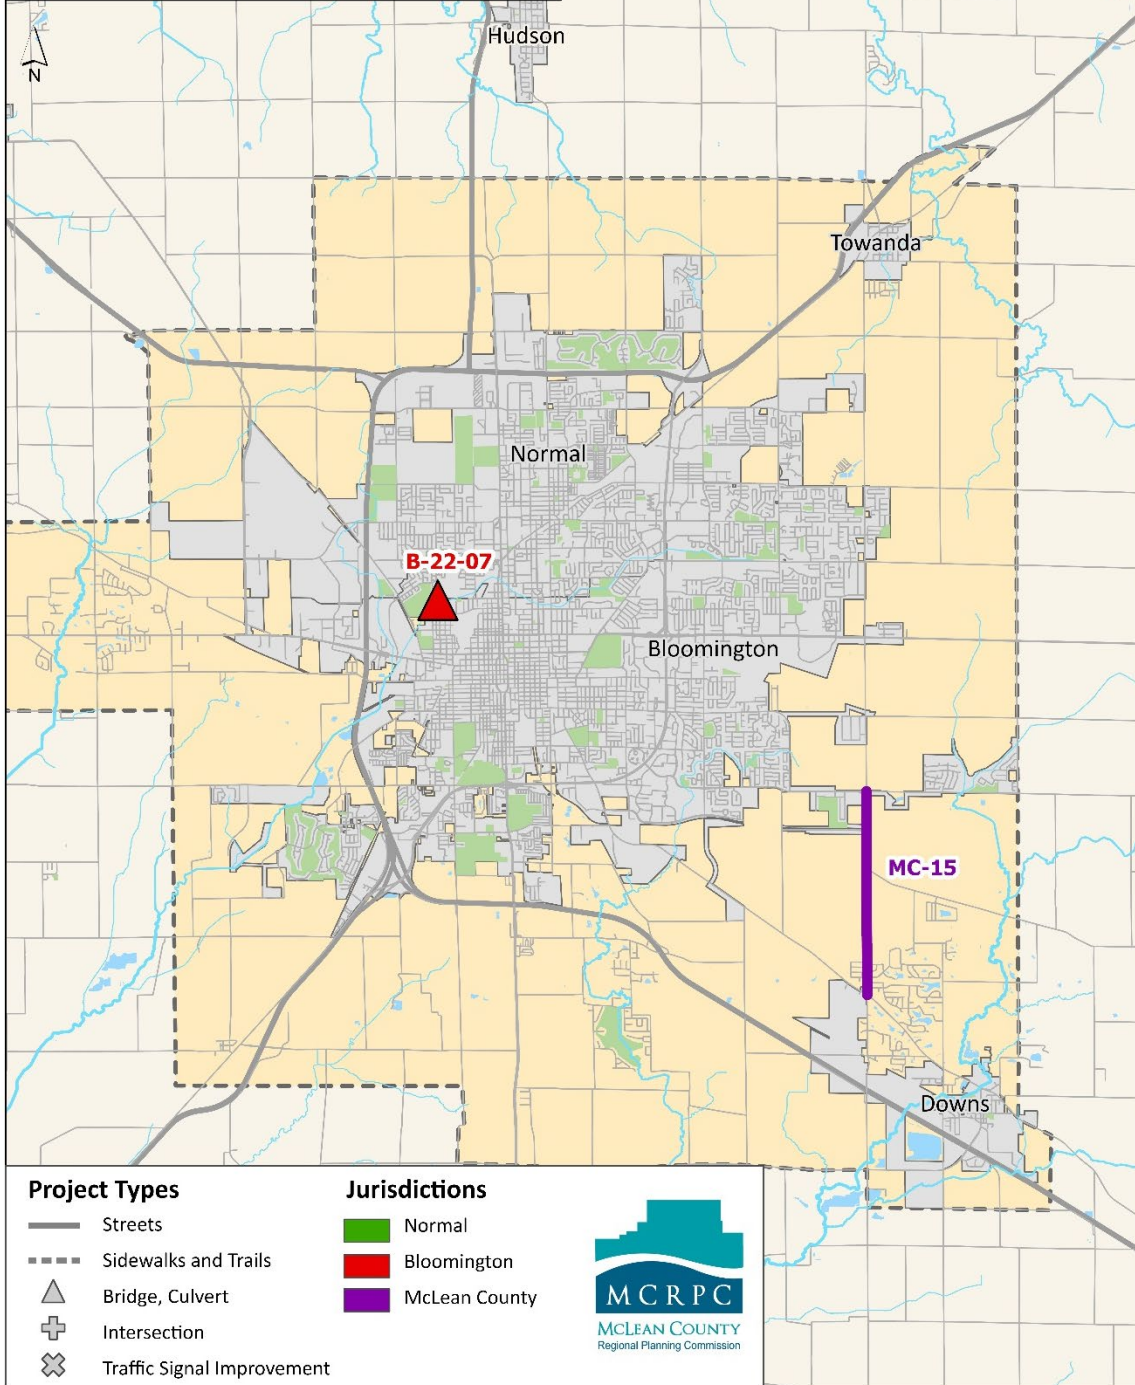 Hudson
N
Towanda
Normal
B-22-07
Bloomington
MC-15
Downs
Project Types
Streets
Sidewalks and Trails
Bridge, Culvert
Intersection
Traffic Signal Improvement
Jurisdictions
Normal
Bloomington
McLean County
MCRPC
McLean County
Regional Planning Commission